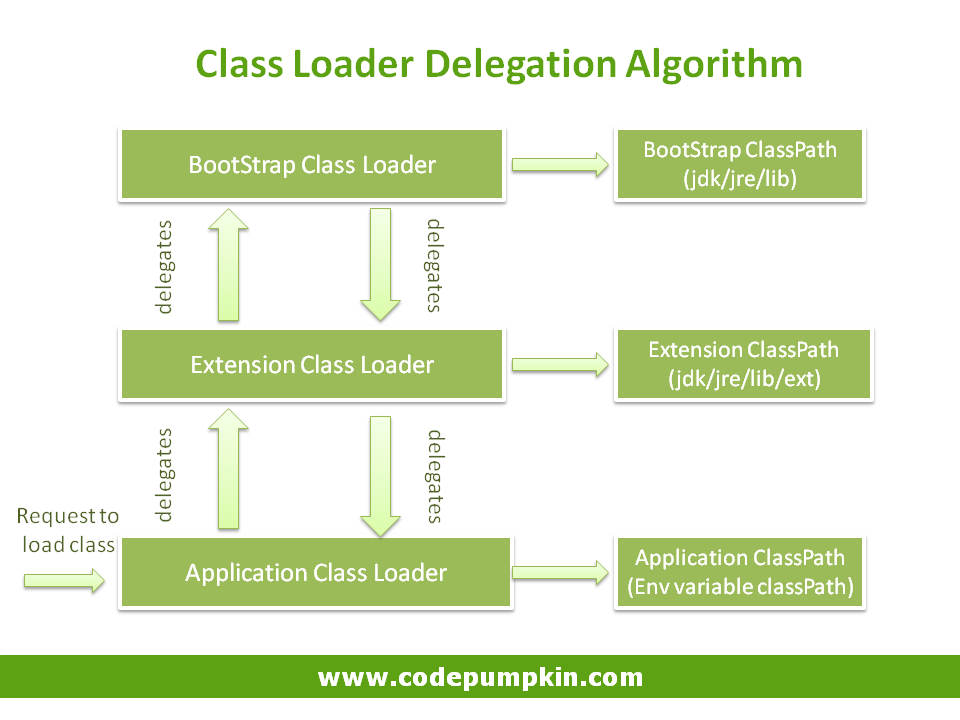 Class Loader Delegation Algorithm
BootStrap Class Loader
BootStrap ClassPath
(jdk/jre/lib)
delegates
delegates
Extension Class Loader
Extension ClassPath
(jdk/jre/lib/ext)
delegates
delegates
Request to
load class
Application Class Loader
Application ClassPath
(Env variable classPath)
www.codepumpkin.com